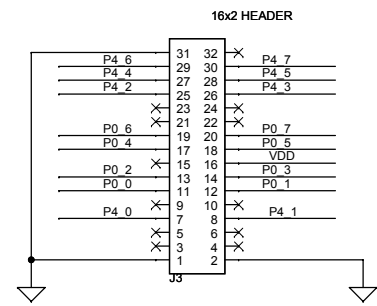 16x2 HEADER
31 32
P4_6 29 30 P4_7
P4_4 27 28 P4_5
P4_2 25 26 P4_3
23 24
21 22
P0_6 19 20 P0_7
P0_4 17 18 P0_5
15 16 VDD
P0_2 13 14 P0_3
P0_0 11 12 P0_1
9 10
P4_0 7 8 P4_1
5 6
3 4
1 2
J3